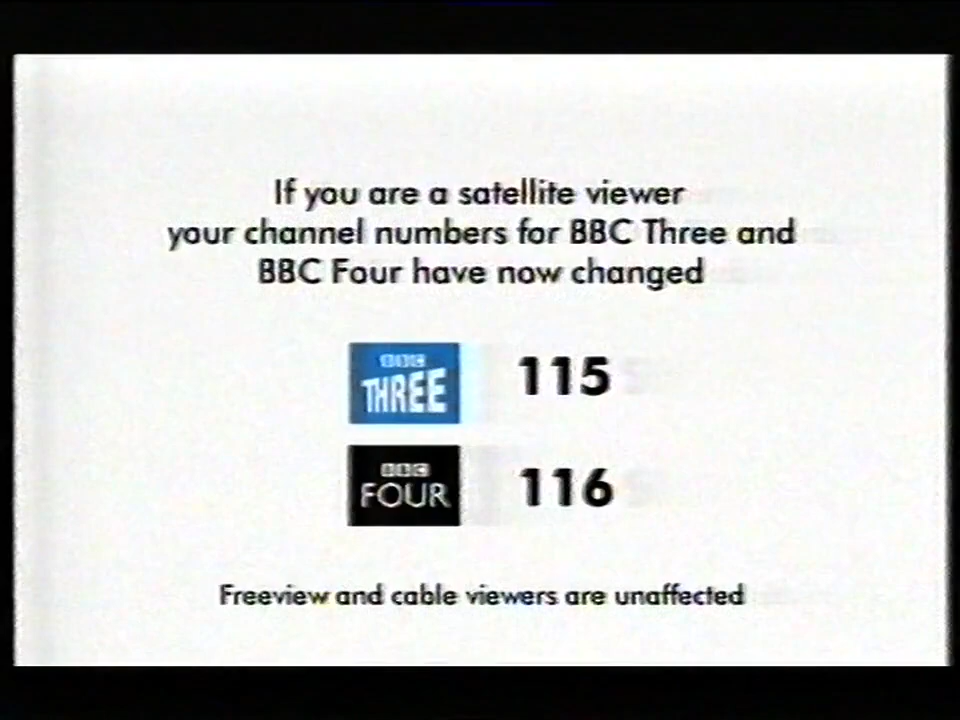 If you are a satellite viewer
your channel numbers for BBC Three and
BBC Four have now changed
BBC
THREE
115
BBC
FOUR
116
Freeview and cable viewers are unaffected